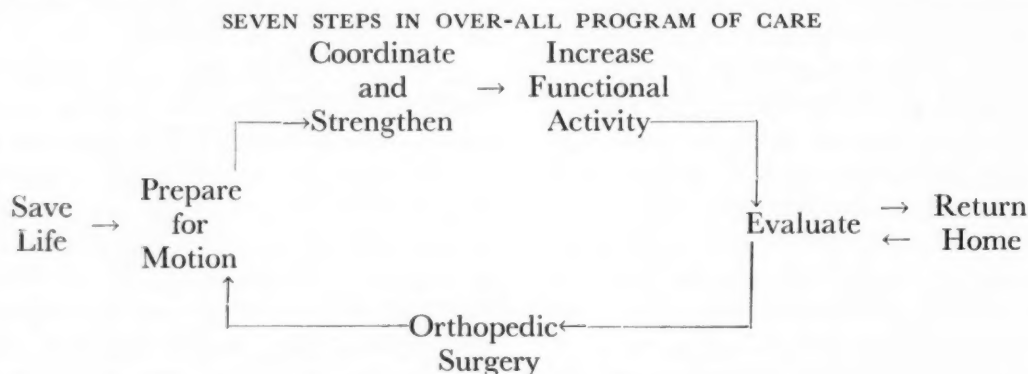 SEVEN STEPS IN OVER-ALL PROGRAM OF CARE
Coordinate
and
Strengthen
→
Increase
Functional
Activity
Save
Life
→
Prepare
for
Motion
Evaluate
→
←
Return
Home
Orthopedic
Surgery